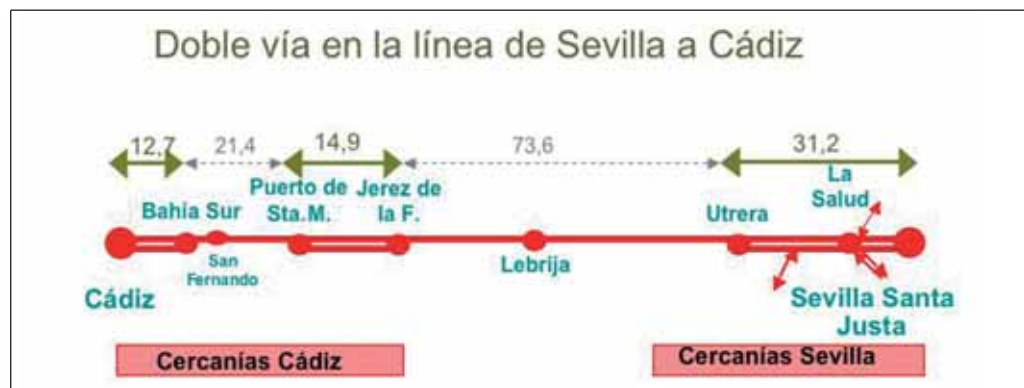 Doble vía en la línea de Sevilla a Cádiz
12,7
21,4
14,9
73,6
31,2
Bahía Sur
San
Fernando
Puerto de
Sta.M.
Jerez de
la F.
Lebrija
Utrera
La
Salud
Cádiz
Sevilla Santa
Justa
Cercanías Cádiz
Cercanías Sevilla